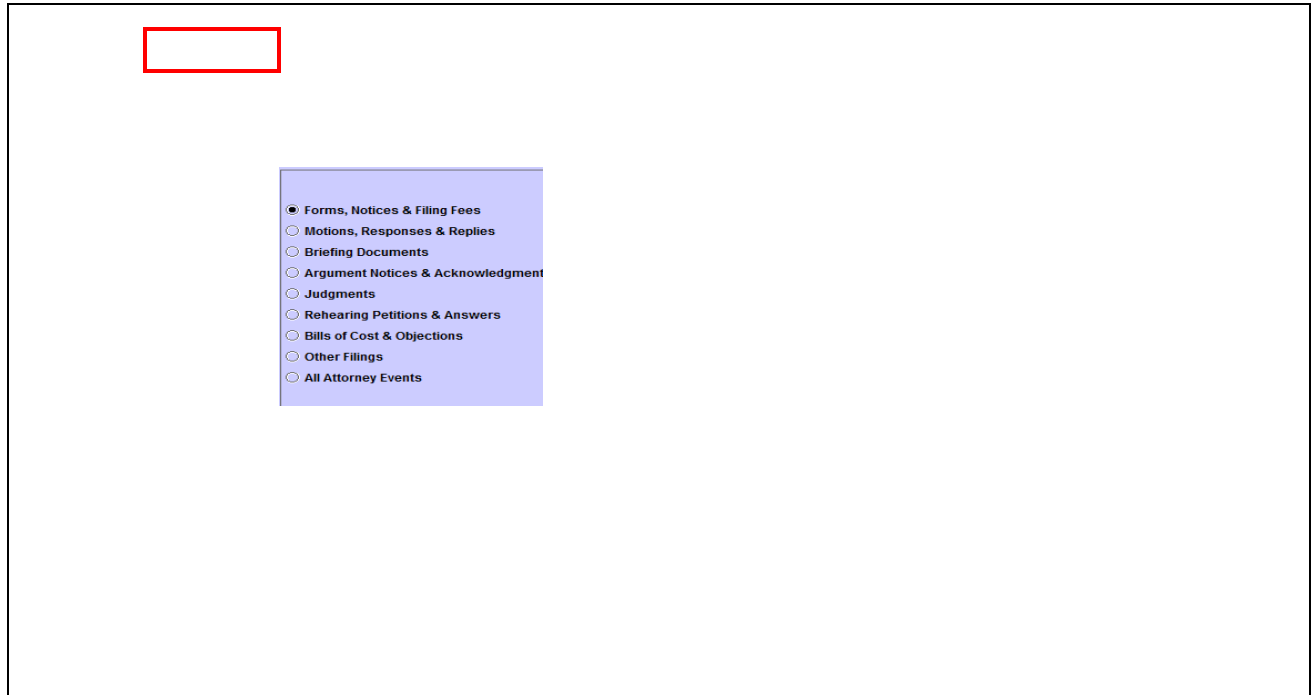 Forms, Notices & Filing Fees
Motions, Responses & Replies
Briefing Documents
Argument Notices & Acknowledgment
Judgments
Rehearing Petitions & Answers
Bills of Cost & Objections
Other Filings
All Attorney Events